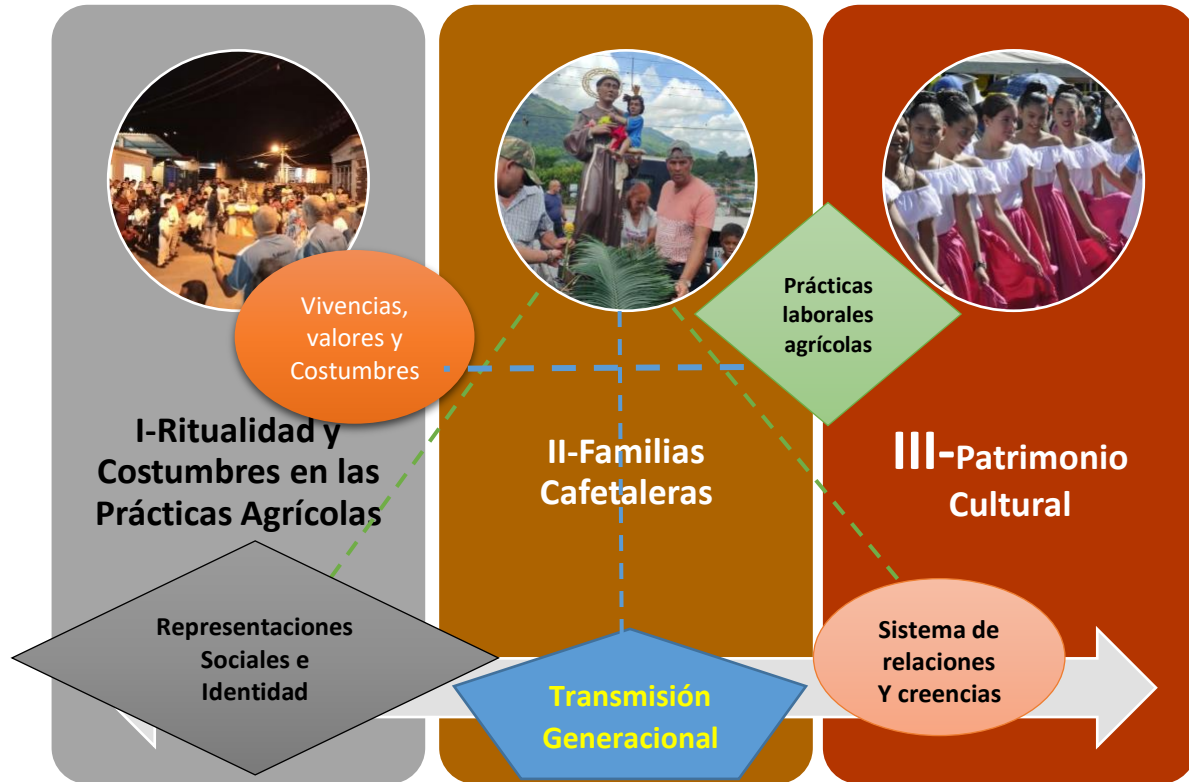 Vivencias,
valores y
Costumbres
Prácticas
laborales
agrícolas
I-Ritualidad y
Costumbres en las
Prácticas Agrícolas
II-Familias
Cafetaleras
III-Patrimonio
Cultural
Representaciones
Sociales e
Identidad
Transmisión
Generacional
Sistema de
relaciones
Y creencias